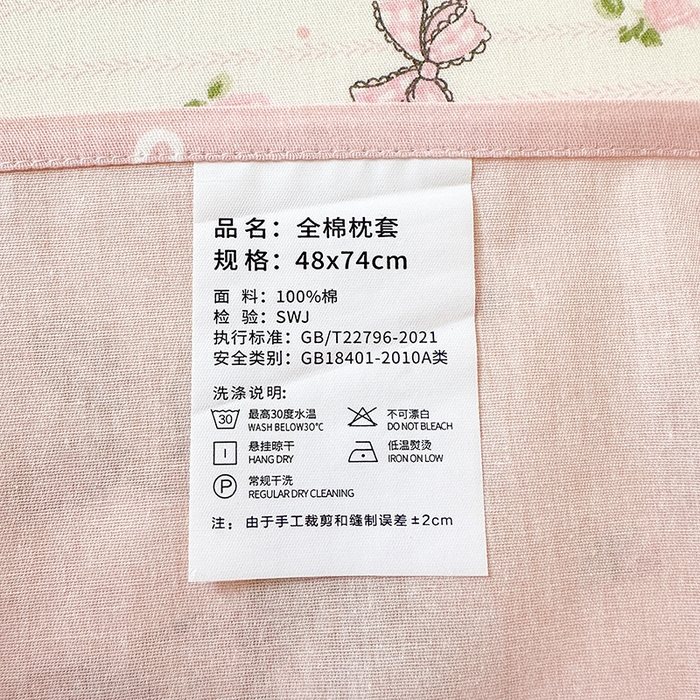 品 名：全棉枕套
规 格：48x74cm
面 料：100%棉
检 验：SWJ
执行标准：GB/T22796-2021
安全类别：GB18401-2010A类
洗涤说明:
30 最高30度水温 不可漂白
WASH BELOW30℃ DO NOT BLEACH
悬挂晾干 低温熨烫
HANG DRY IRON ON LOW
P 常规干洗
REGULAR DRY CLEANING
注：由于手工裁剪和缝制误差±2cm